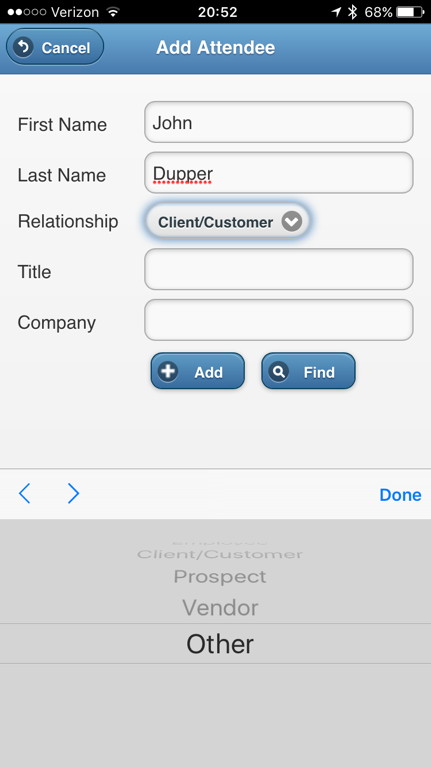 Verizon 20:52 68%
Cancel Add Attendee
First Name John
Last Name Dupper
Relationship Client/Customer
Title
Company
Add Find
Done
Employee
Client/Customer
Prospect
Vendor
Other